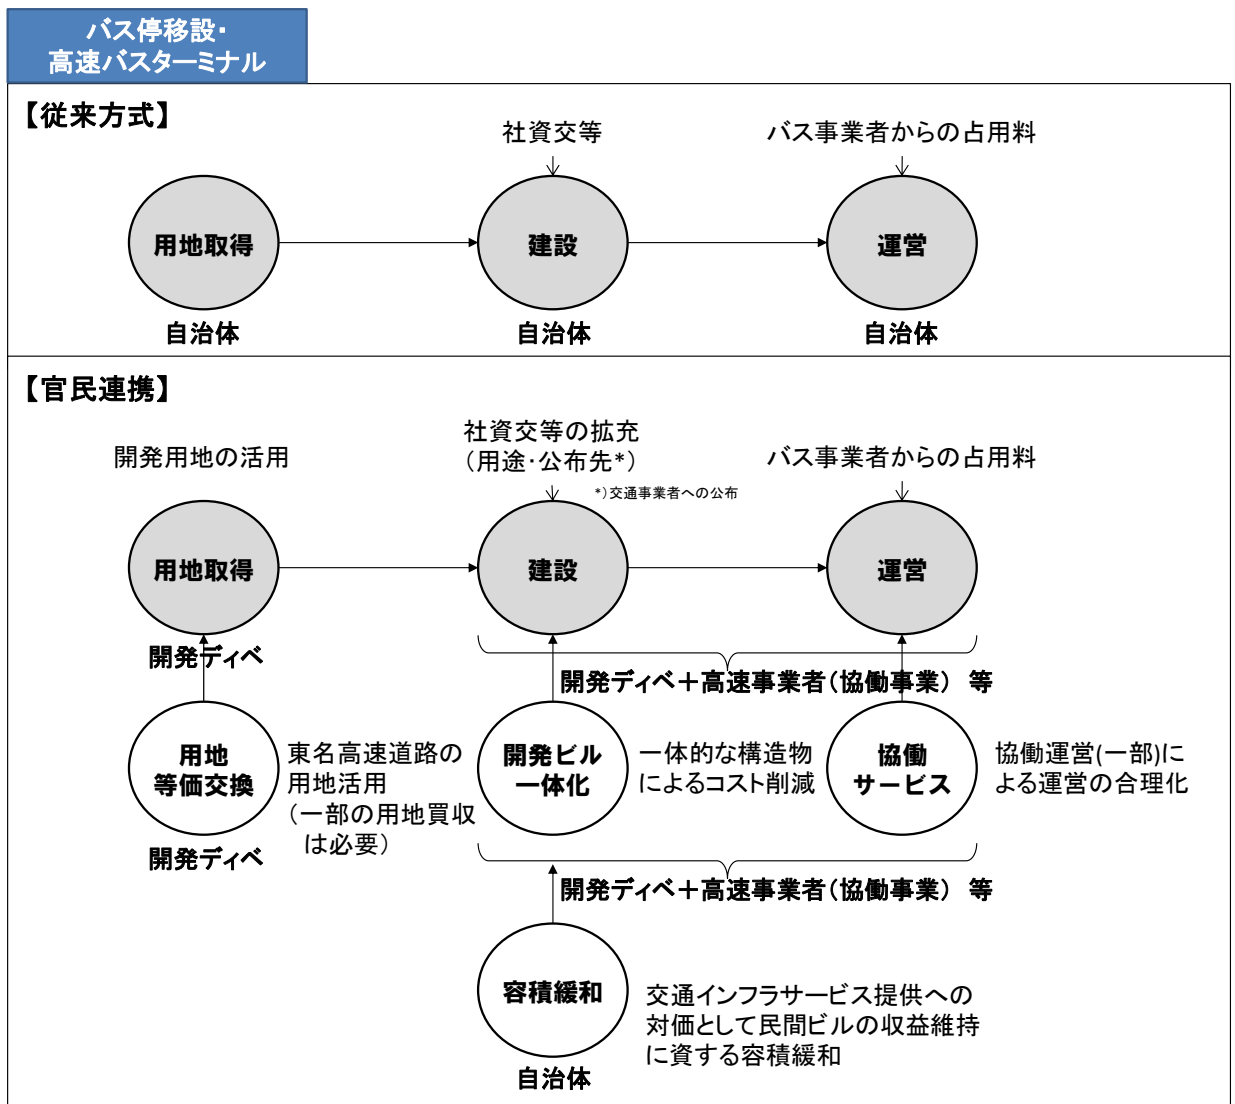 バス停移設・
高速バスターミナル
【従来方式】
社資交等
バス事業者からの占用料
用地取得
建設
運営
自治体
自治体
自治体
【官民連携】
開発用地の活用
社資交等の拡充
（用途・公布先*）
*）交通事業者への公布
バス事業者からの占用料
用地取得
建設
運営
開発ディベ
開発ディベ＋高速事業者（協働事業） 等
用地
等価交換
東名高速道路の
用地活用
（一部の用地買収
は必要）
開発ビル
一体化
一体的な構造物
によるコスト削減
協働
サービス
協働運営(一部)に
よる運営の合理化
開発ディベ
開発ディベ＋高速事業者（協働事業） 等
容積緩和
交通インフラサービス提供への
対価として民間ビルの収益維持
に資する容積緩和
自治体